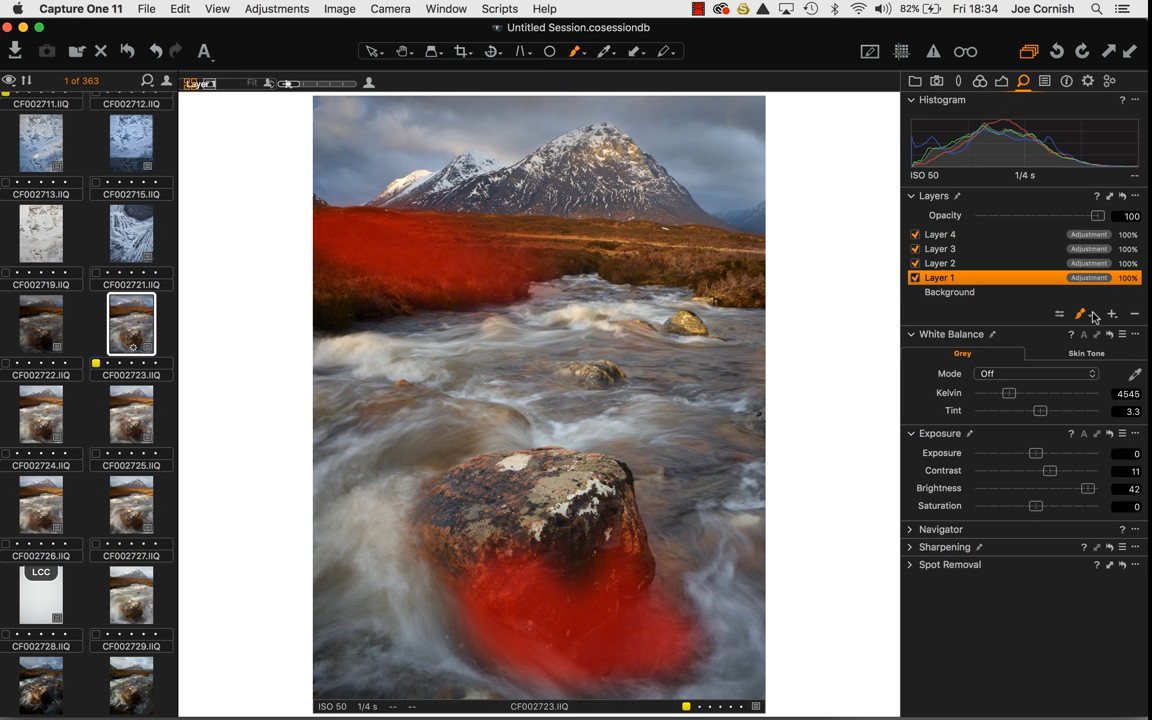 Capture One 11 File Edit View Adjustments Image Camera Window Scripts Help 82% Fri 18:34 Joe Cornish
Untitled Session.cosessiondb
1 of 363 Layer 1 Fit
CF002711.IIQ CF002712.IIQ
CF002713.IIQ CF002715.IIQ
CF002719.IIQ CF002721.IIQ
CF002722.IIQ CF002723.IIQ
CF002724.IIQ CF002725.IIQ
CF002726.IIQ CF002727.IIQ
LCC
CF002728.IIQ CF002729.IIQ
ISO 50 1/4 s -- -- CF002723.IIQ
Histogram
ISO 50 1/4 s --
Layers
Opacity 100
Layer 4 Adjustment 100%
Layer 3 Adjustment 100%
Layer 2 Adjustment 100%
Layer 1 Adjustment 100%
Background
White Balance
Grey Skin Tone
Mode Off
Kelvin 4545
Tint 3.3
Exposure
Exposure 0
Contrast 11
Brightness 42
Saturation 0
Navigator
Sharpening
Spot Removal